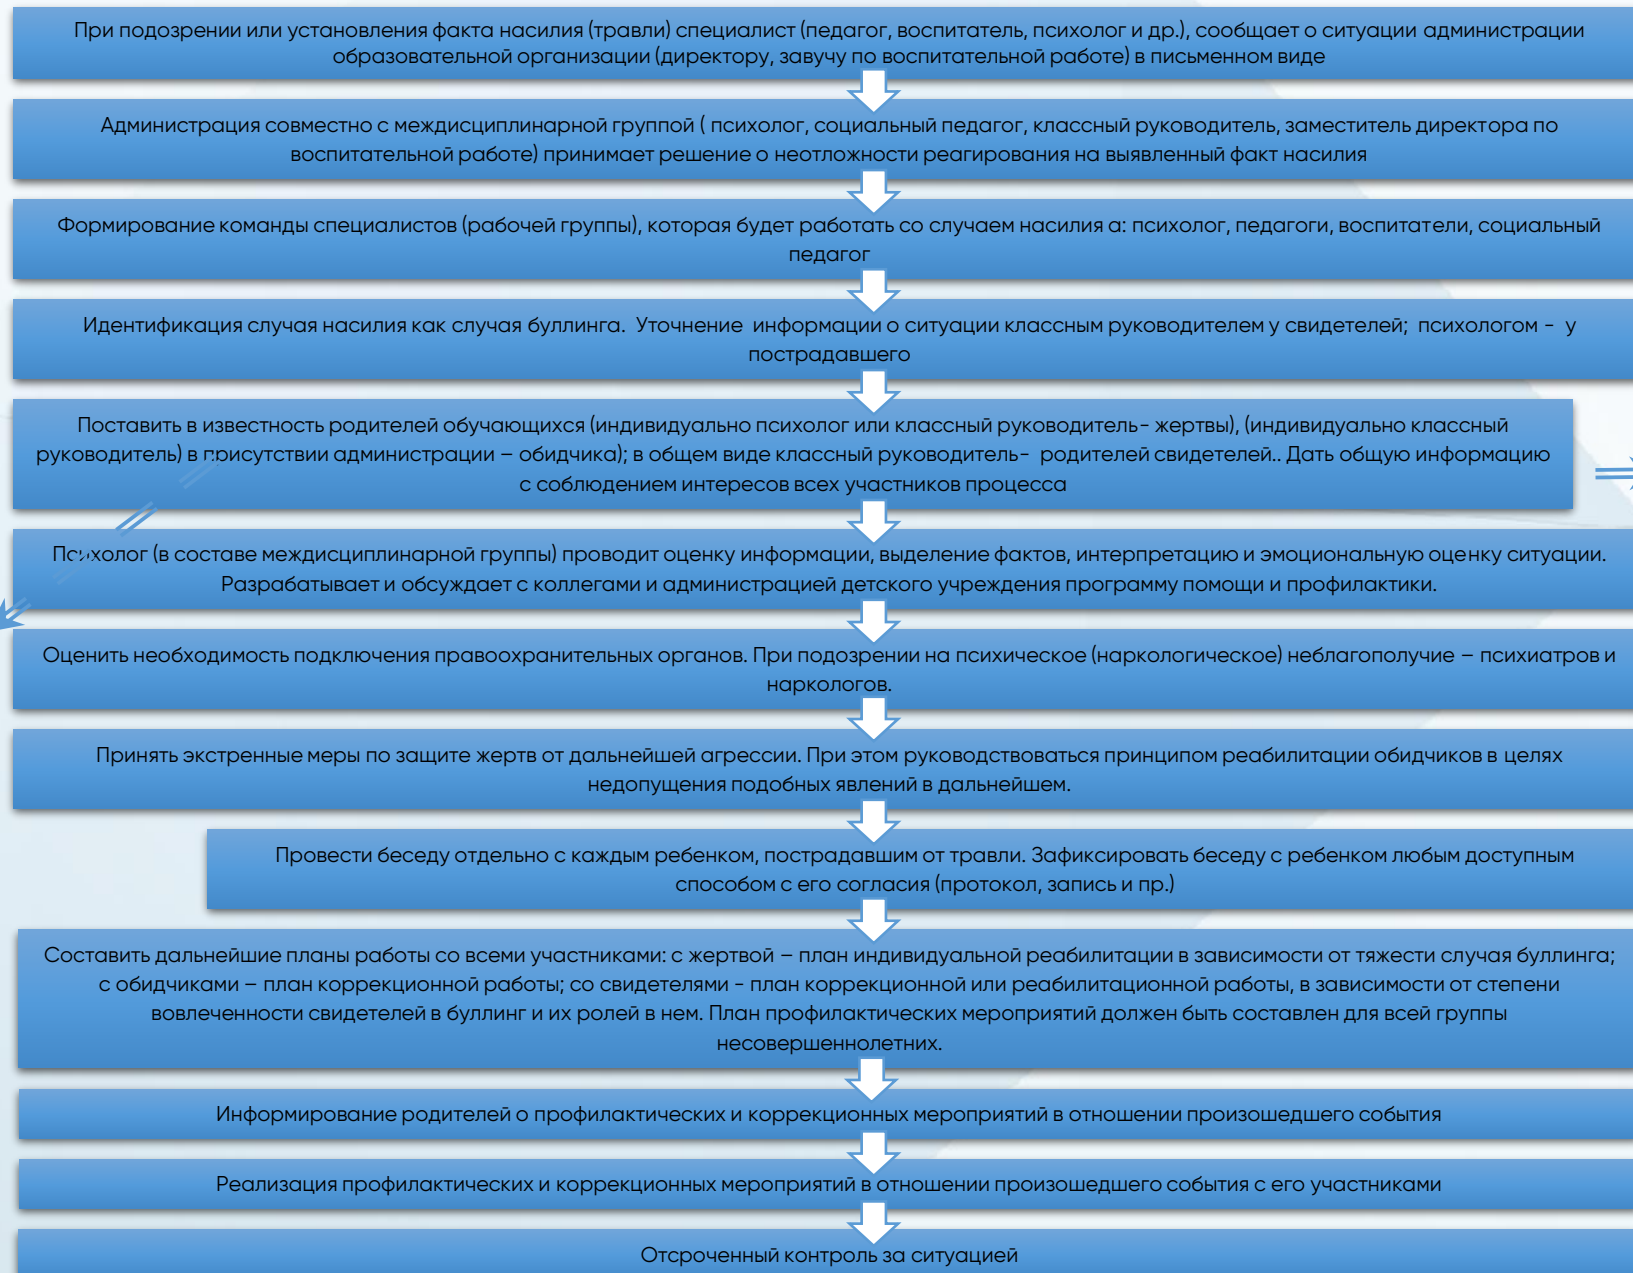 При подозрении или установления факта насилия (травли) специалист (педагог, воспитатель, психолог и др.), сообщает о ситуации администрации
образовательной организации (директору, завучу по воспитательной работе) в письменном виде
Администрация совместно с междисциплинарной группой ( психолог, социальный педагог, классный руководитель, заместитель директора по
воспитательной работе) принимает решение о неотложности реагирования на выявленный факт насилия
Формирование команды специалистов (рабочей группы), которая будет работать со случаем насилия а: психолог, педагоги, воспитатели, социальный
педагог
Идентификация случая насилия как случая буллинга. Уточнение информации о ситуации классным руководителем у свидетелей; психологом - у
пострадавшего
Поставить в известность родителей обучающихся (индивидуально психолог или классный руководитель- жертвы), (индивидуально классный
руководитель) в присутствии администрации – обидчика); в общем виде классный руководитель- родителей свидетелей.. Дать общую информацию
с соблюдением интересов всех участников процесса
Психолог (в составе междисциплинарной группы) проводит оценку информации, выделение фактов, интерпретацию и эмоциональную оценку ситуации.
Разрабатывает и обсуждает с коллегами и администрацией детского учреждения программу помощи и профилактики.
Оценить необходимость подключения правоохранительных органов. При подозрении на психическое (наркологическое) неблагополучие – психиатров и
наркологов.
Принять экстренные меры по защите жертв от дальнейшей агрессии. При этом руководствоваться принципом реабилитации обидчиков в целях
недопущения подобных явлений в дальнейшем.
Провести беседу отдельно с каждым ребенком, пострадавшим от травли. Зафиксировать беседу с ребенком любым доступным
способом с его согласия (протокол, запись и пр.)
Составить дальнейшие планы работы со всеми участниками: с жертвой – план индивидуальной реабилитации в зависимости от тяжести случая буллинга;
с обидчиками – план коррекционной работы; со свидетелями - план коррекционной или реабилитационной работы, в зависимости от степени
вовлеченности свидетелей в буллинг и их ролей в нем. План профилактических мероприятий должен быть составлен для всей группы
несовершеннолетних.
Информирование родителей о профилактических и коррекционных мероприятий в отношении произошедшего события
Реализация профилактических и коррекционных мероприятий в отношении произошедшего события с его участниками
Отсроченный контроль за ситуацией